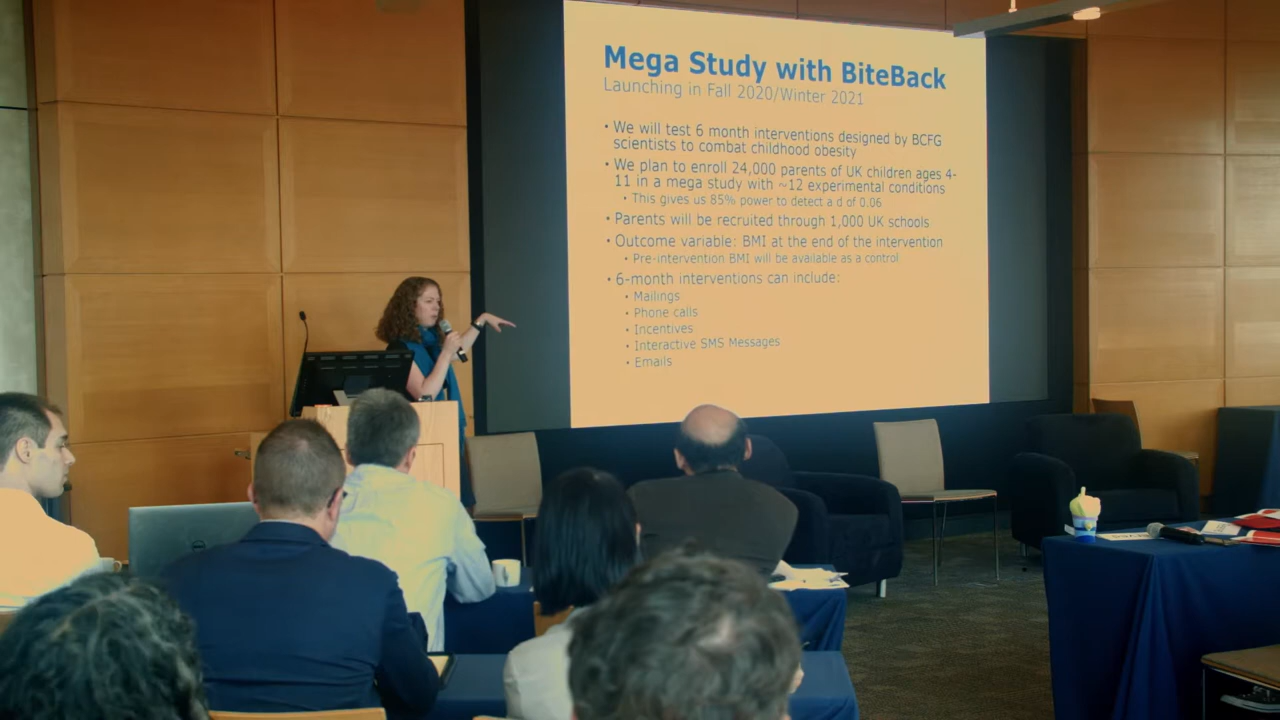 Mega Study with BiteBack
Launching in Fall 2020/Winter 2021
• We will test 6 month interventions designed by BCFG
scientists to combat childhood obesity
• We plan to enroll 24,000 parents of UK children ages 4-
11 in a mega study with ~12 experimental conditions
• This gives us 85% power to detect a d of 0.06
• Parents will be recruited through 1,000 UK schools
• Outcome variable: BMI at the end of the intervention
• Pre-intervention BMI will be available as a control
• 6-month interventions can include:
• Mailings
• Phone calls
• Incentives
• Interactive SMS Messages
• Emails